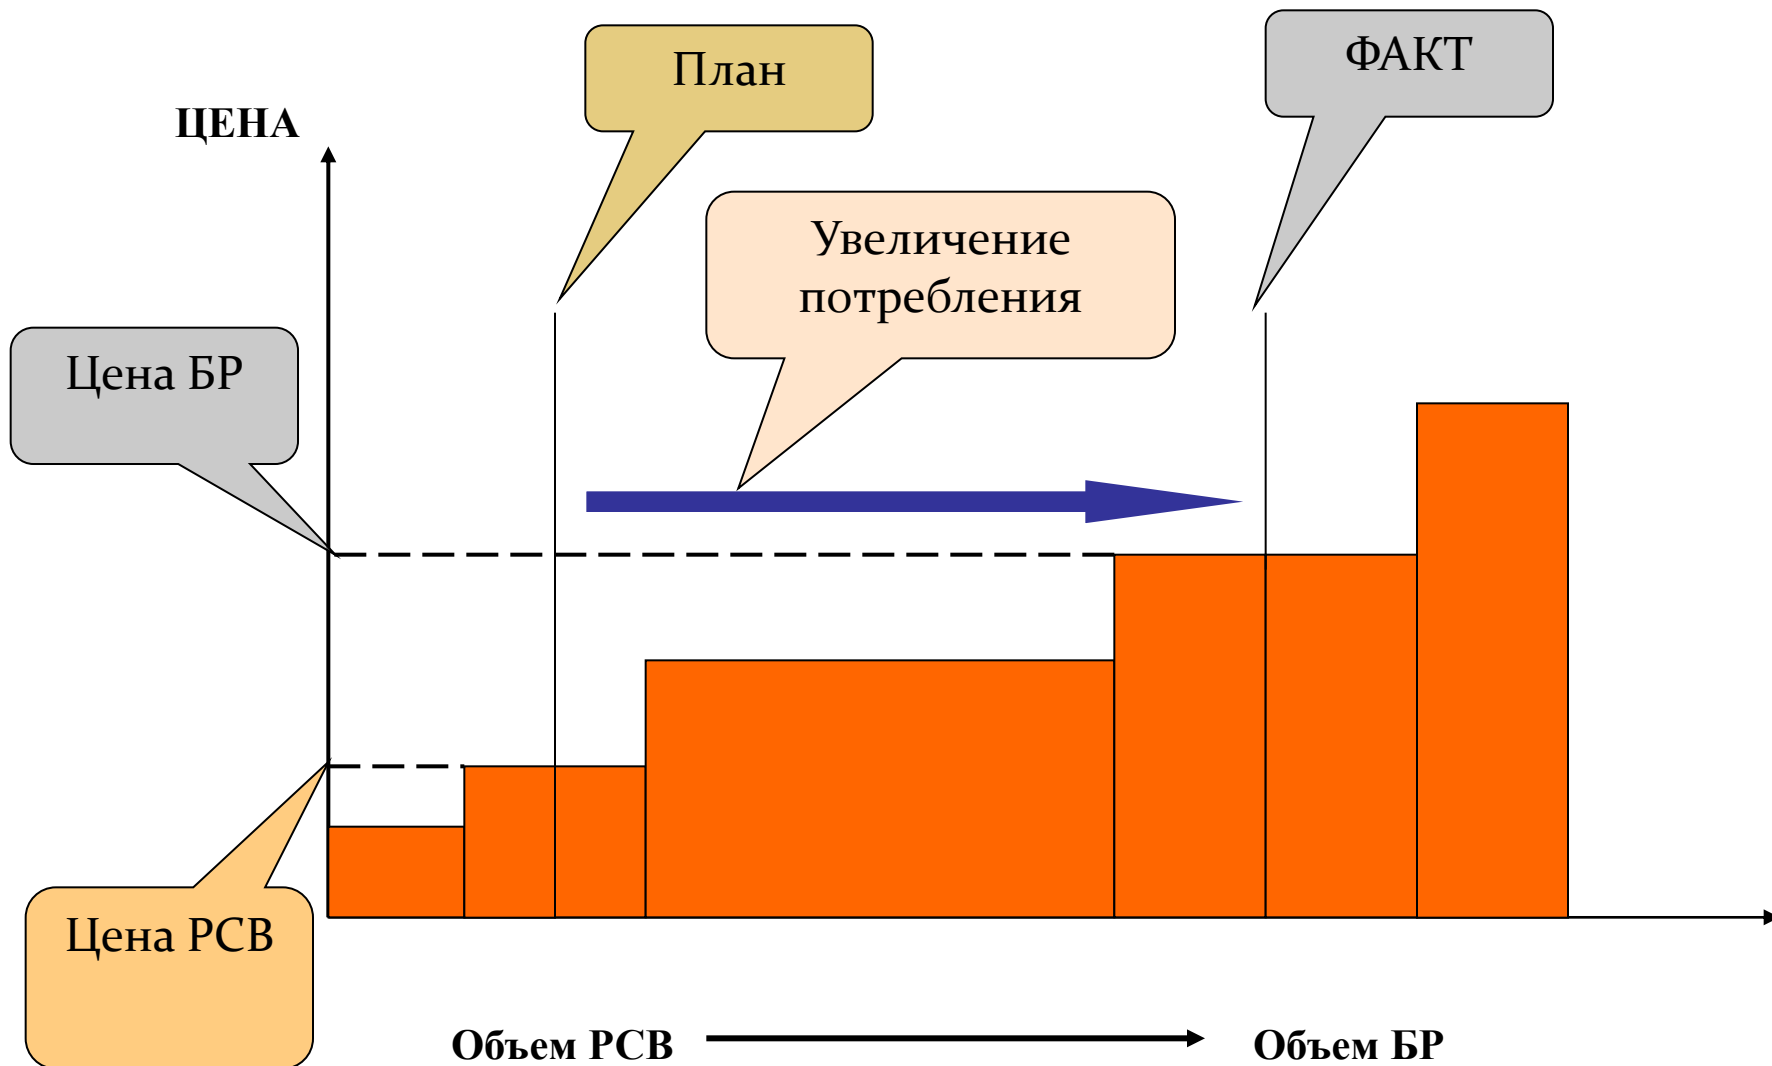 План
ФАКТ
ЦЕНА
Увеличение
потребления
Цена БР
Цена РСВ
Объем РСВ
Объем БР